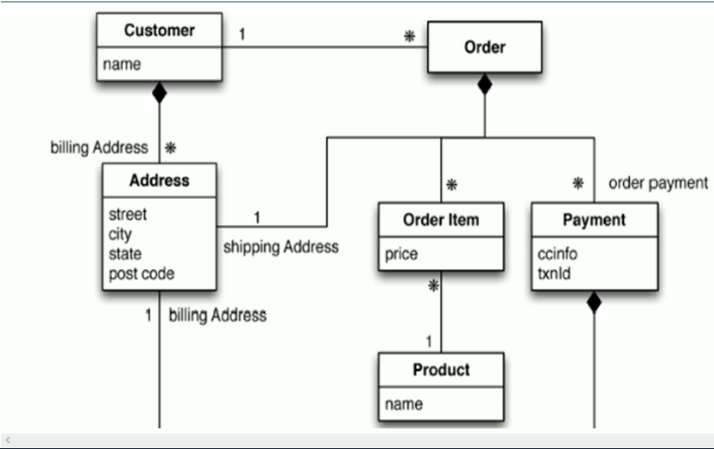 Customer
name
1
*
Order
billing Address *
Address
street
city
state
post code
1
shipping Address
*
Order Item
price
*
order payment
Payment
ccinfo
txnId
1 billing Address
*
1
Product
name